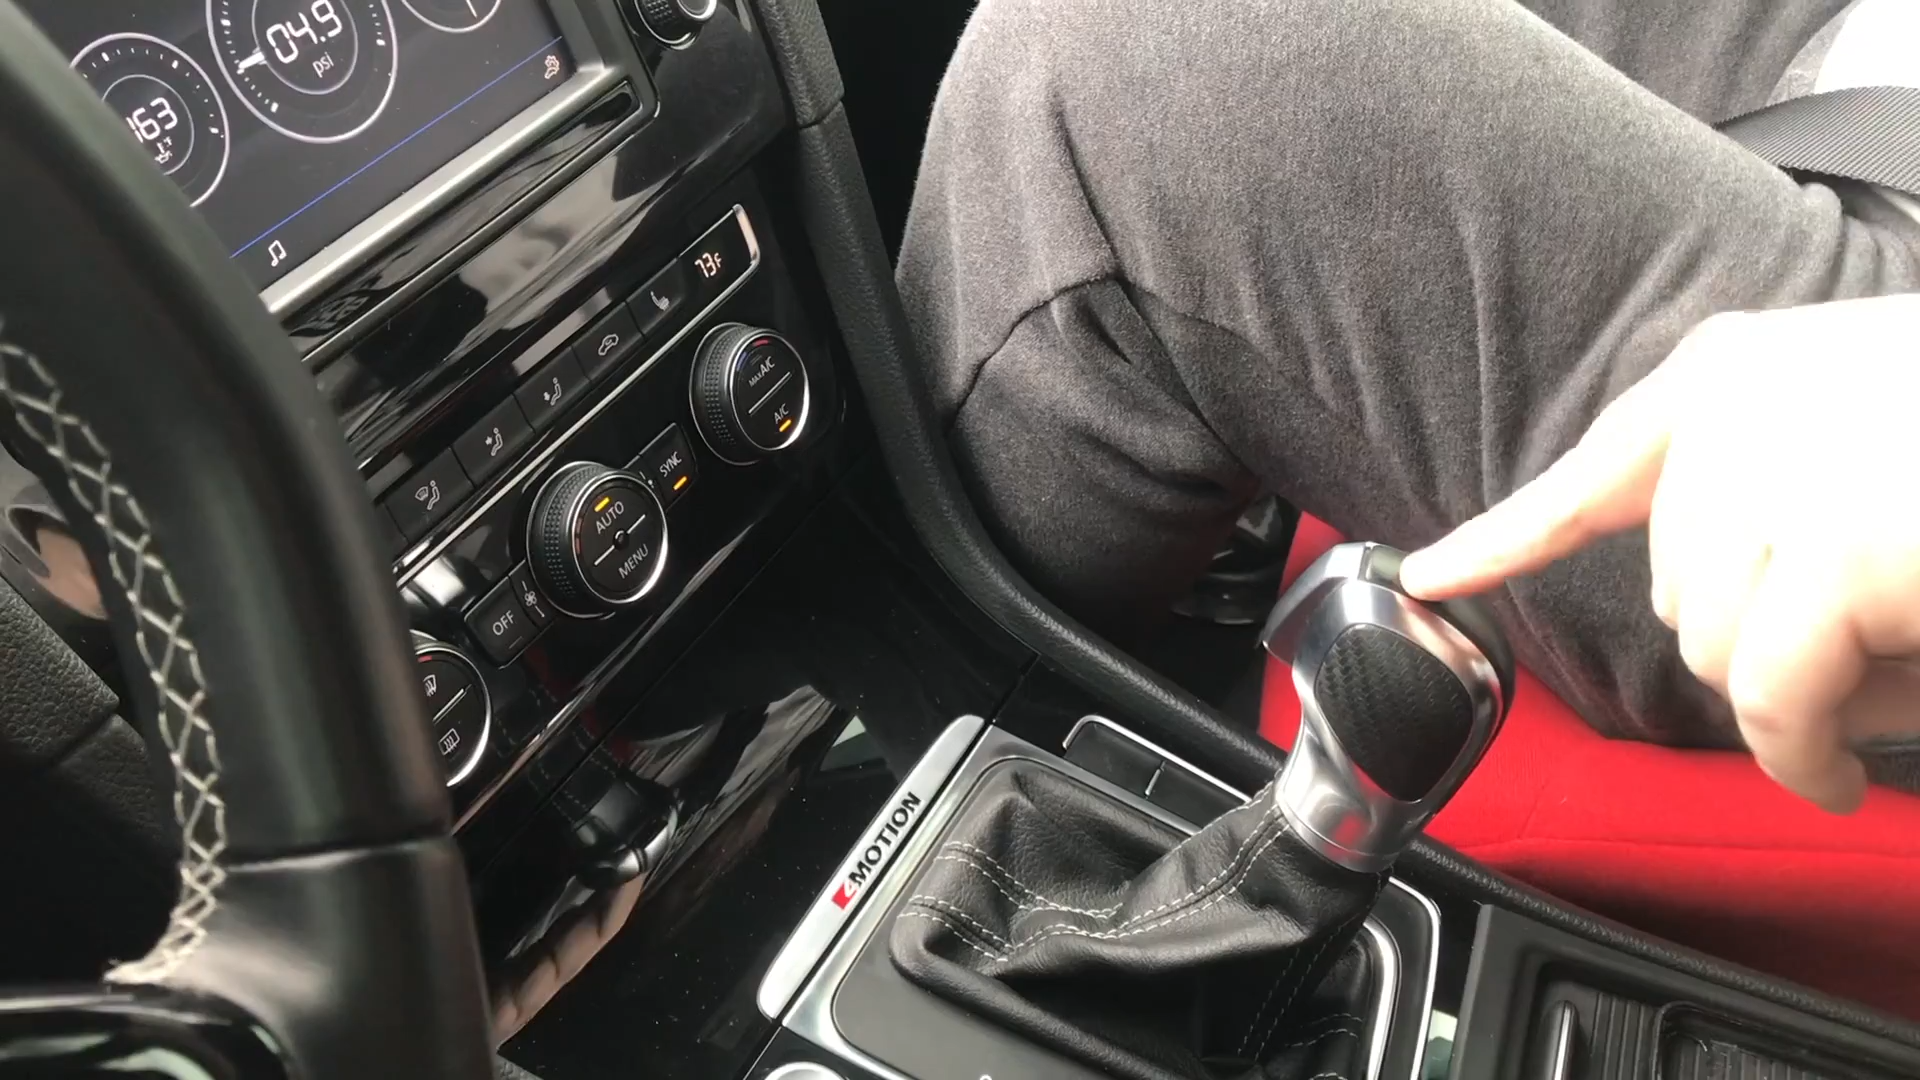 04.9
psi
163
°F
73F
MAX A/C
A/C
SYNC
AUTO
MENU
OFF
4MOTION